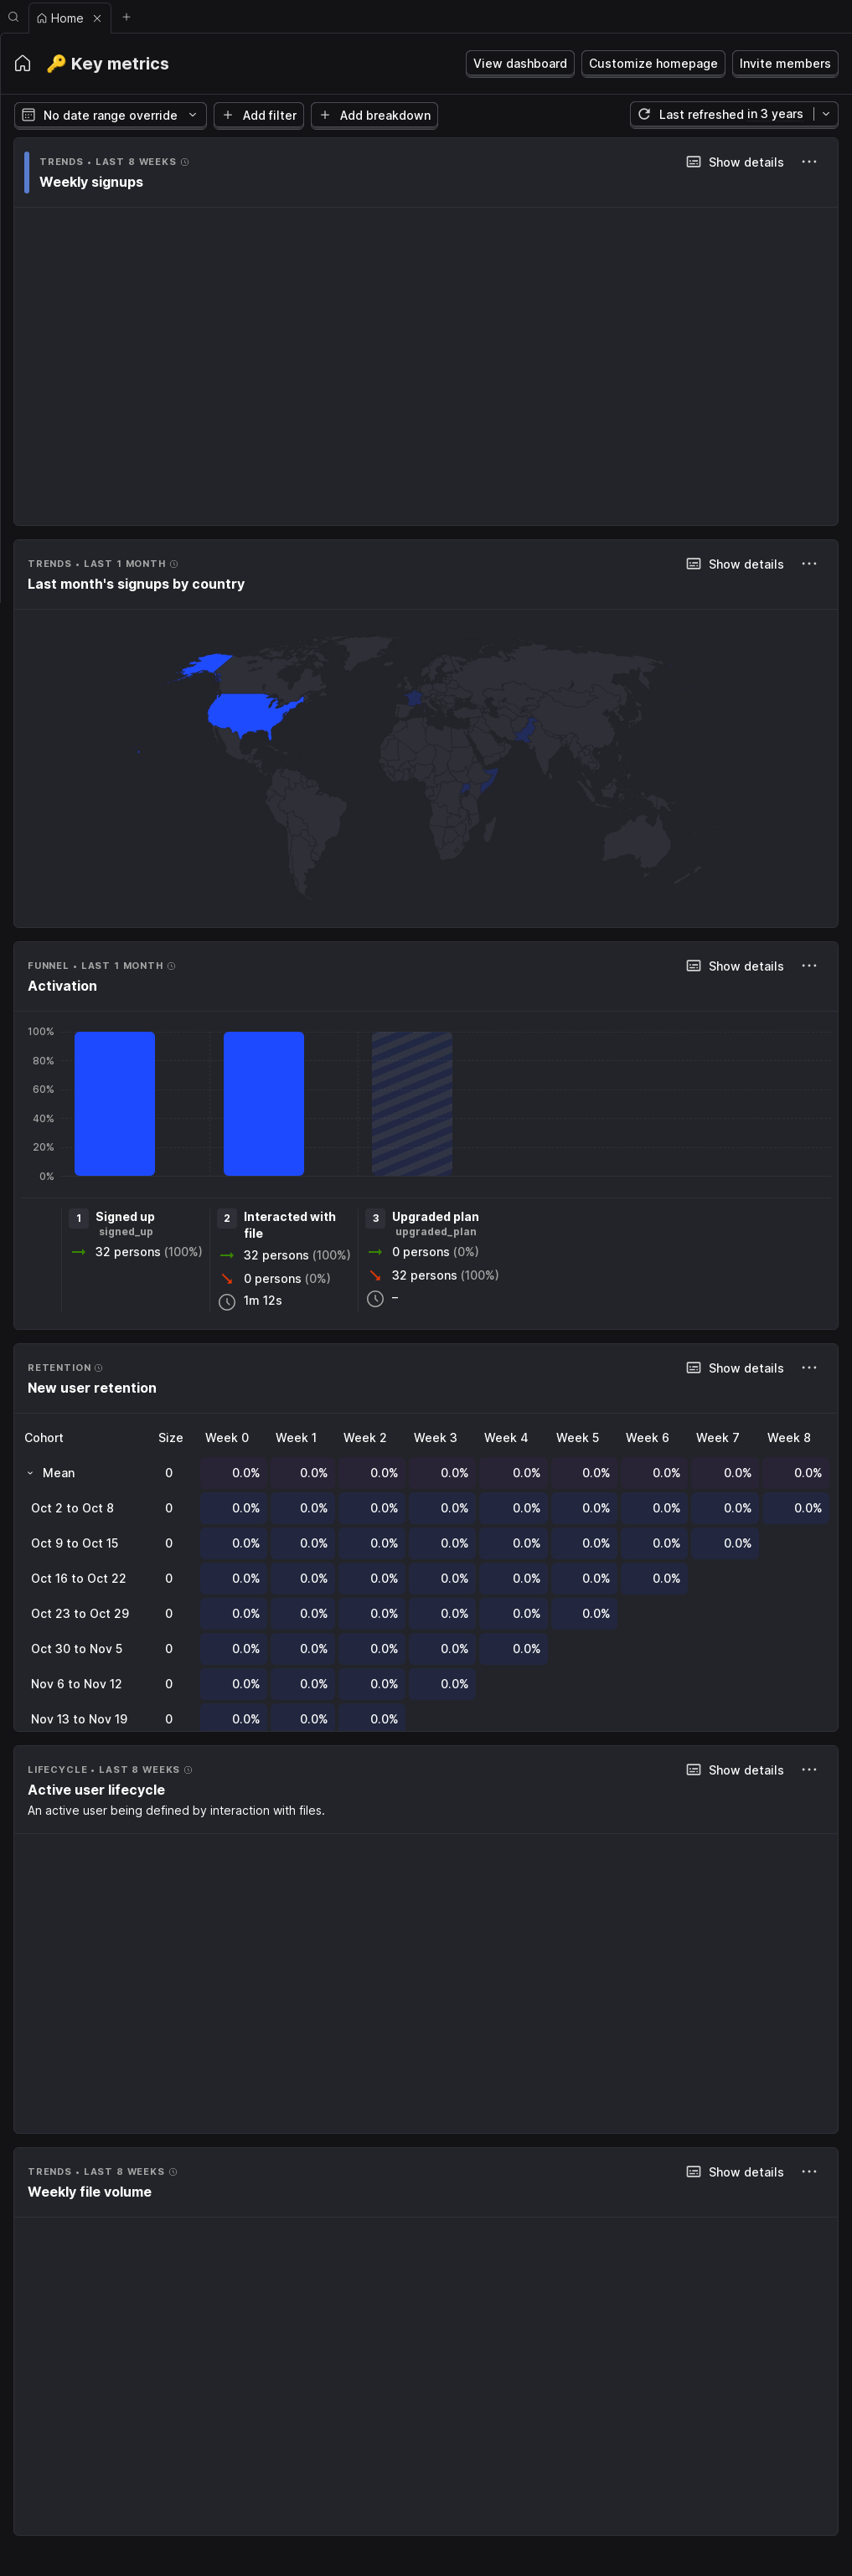 Home
🔑 Key metrics
View dashboard
Customize homepage
Invite members
No date range override
Add filter
Add breakdown
Last refreshed in 3 years
TRENDS • LAST 8 WEEKS
Show details
Weekly signups
TRENDS • LAST 1 MONTH
Show details
Last month's signups by country
FUNNEL • LAST 1 MONTH
Show details
Activation
100%
80%
60%
40%
20%
0%
1 Signed up
signed_up
32 persons (100%)
2 Interacted with
file
32 persons (100%)
0 persons (0%)
1m 12s
3 Upgraded plan
upgraded_plan
0 persons (0%)
32 persons (100%)
–
RETENTION
Show details
New user retention
Cohort Size Week 0 Week 1 Week 2 Week 3 Week 4 Week 5 Week 6 Week 7 Week 8
Mean 0 0.0% 0.0% 0.0% 0.0% 0.0% 0.0% 0.0% 0.0% 0.0%
Oct 2 to Oct 8 0 0.0% 0.0% 0.0% 0.0% 0.0% 0.0% 0.0% 0.0% 0.0%
Oct 9 to Oct 15 0 0.0% 0.0% 0.0% 0.0% 0.0% 0.0% 0.0% 0.0%
Oct 16 to Oct 22 0 0.0% 0.0% 0.0% 0.0% 0.0% 0.0% 0.0%
Oct 23 to Oct 29 0 0.0% 0.0% 0.0% 0.0% 0.0% 0.0%
Oct 30 to Nov 5 0 0.0% 0.0% 0.0% 0.0% 0.0%
Nov 6 to Nov 12 0 0.0% 0.0% 0.0% 0.0%
Nov 13 to Nov 19 0 0.0% 0.0% 0.0%
LIFECYCLE • LAST 8 WEEKS
Show details
Active user lifecycle
An active user being defined by interaction with files.
TRENDS • LAST 8 WEEKS
Show details
Weekly file volume